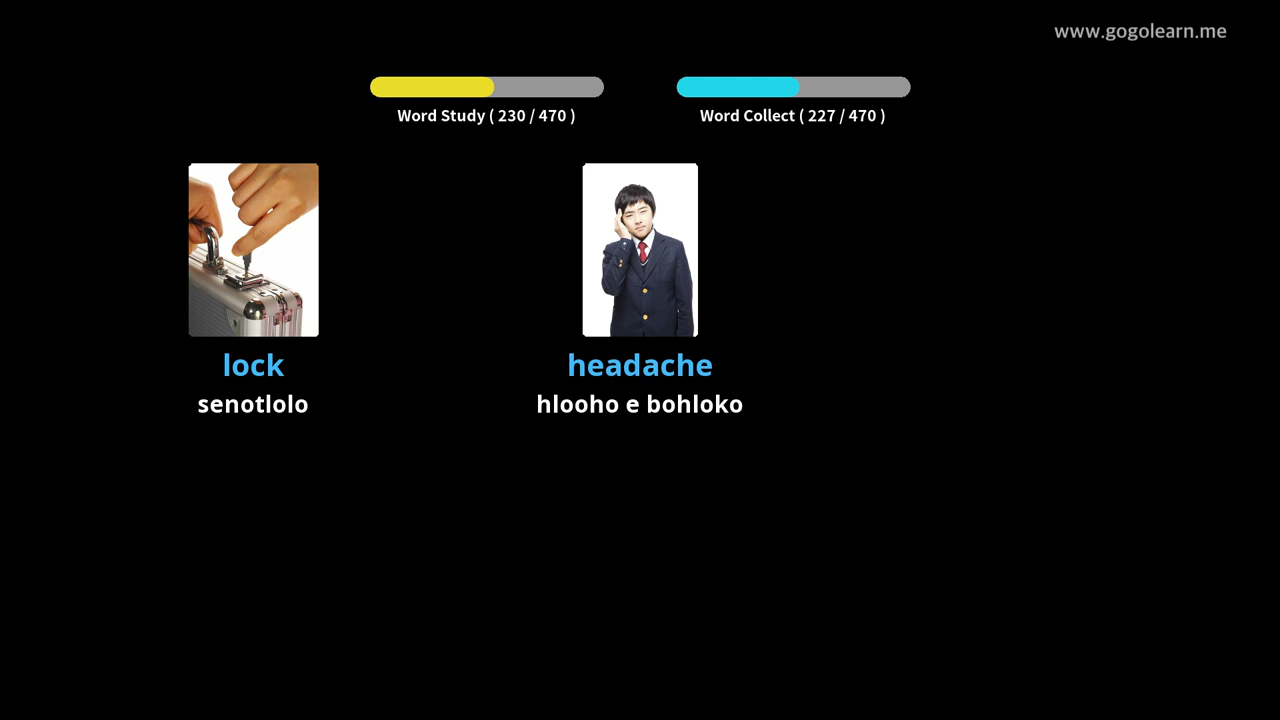 www.gogolearn.me
Word Study ( 230 / 470 )
Word Collect ( 227 / 470 )
lock
senotlolo
headache
hlooho e bohloko